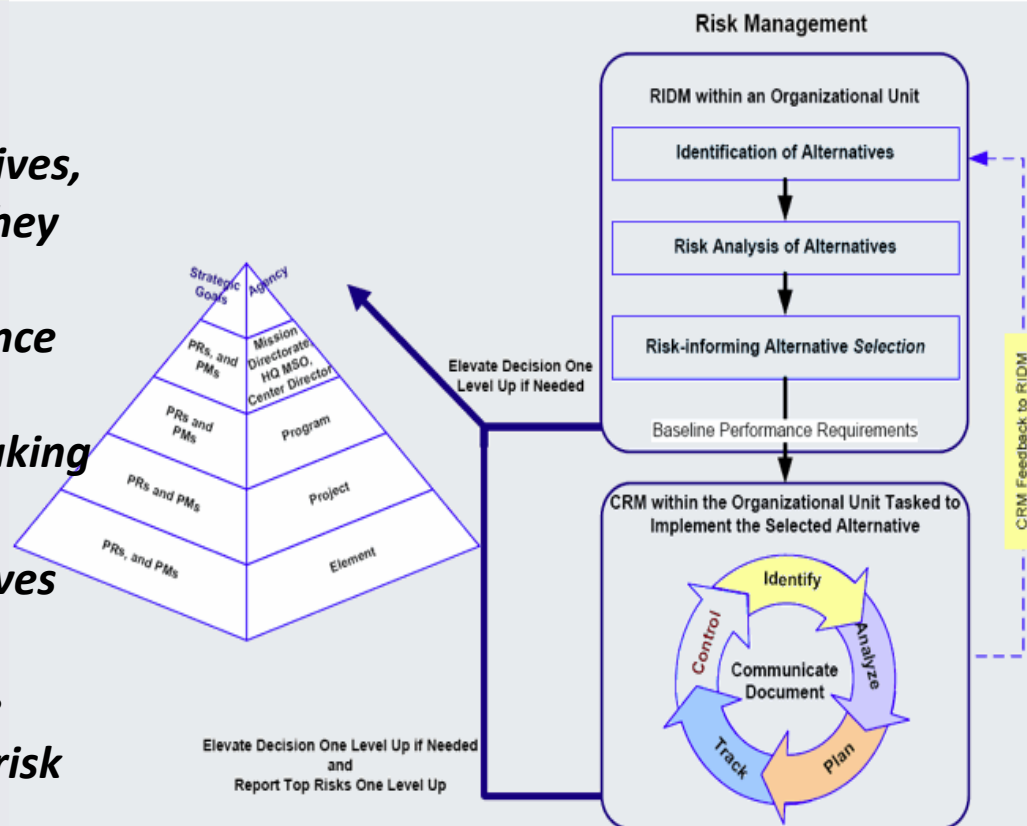 ives,
hey
nce
aking
ves
risk
Risk Management
RIDM within an Organizational Unit
Identification of Alternatives
Risk Analysis of Alternatives
Risk-informing Alternative Selection
Baseline Performance Requirements
Elevate Decision One
Level Up if Needed
CRM within the Organizational Unit Tasked to
Implement the Selected Alternative
Identify
Analyze
Plan
Track
Control
Communicate
Document
CRM Feedback to RIDM
Elevate Decision One Level Up if Needed
and
Report Top Risks One Level Up
Strategic
Goals
Agency
PRs, and
PMs
Mission
Directorate,
HQ MSO,
Center Director
PRs and
PMs
Program
PRs and PMs
Project
PRs, and PMs
Element